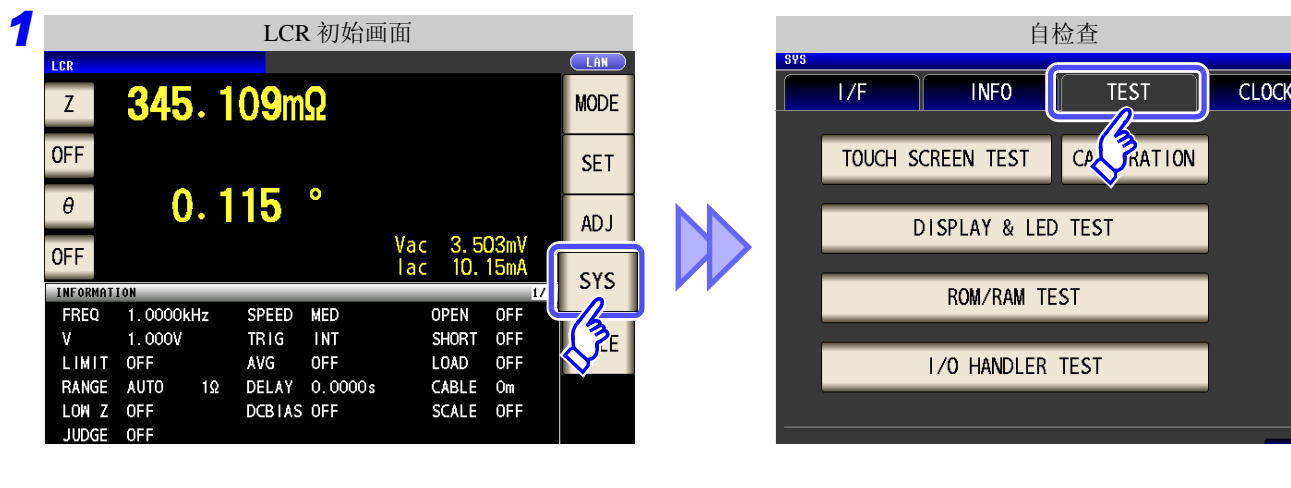 1
LCR 初始画面
LCR
LAN
Z
345.109mΩ
OFF
θ
0.115 °
OFF
Vac 3.503mV
Iac 10.15mA
MODE
SET
ADJ
SYS
INFORMATION 1/
FREQ 1.0000kHz SPEED MED OPEN OFF
V 1.000V TRIG INT SHORT OFF
LIMIT OFF AVG OFF LOAD OFF
RANGE AUTO 1Ω DELAY 0.0000s CABLE 0m
LOW Z OFF DCBIAS OFF SCALE OFF
JUDGE OFF
自检查
SYS
I/F INFO TEST CLOCK
TOUCH SCREEN TEST
DISPLAY & LED TEST
ROM/RAM TEST
I/O HANDLER TEST